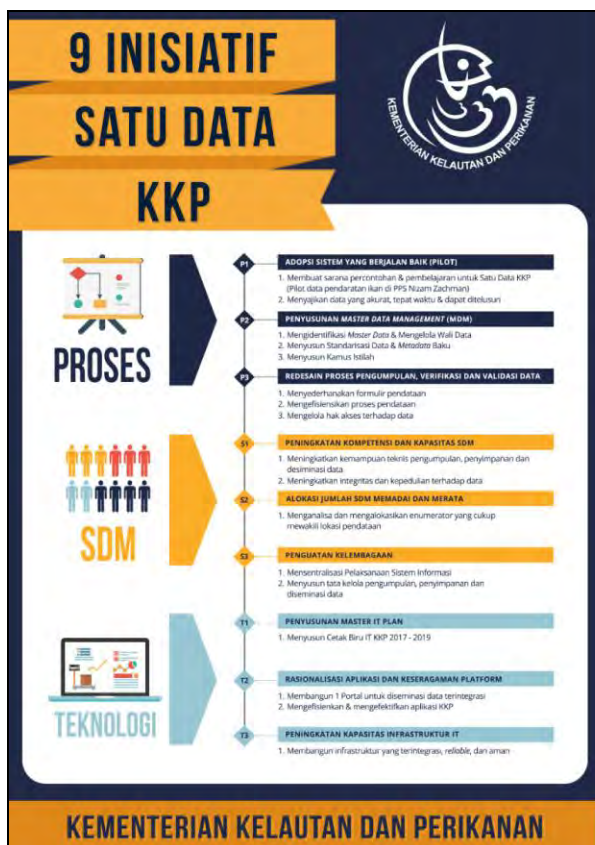 9 INISIATIF
SATU DATA
KKP
KEMENTERIAN KELAUTAN DAN PERIKANAN
PROSES
P1
ADOPSI SISTEM YANG BERJALAN BAIK (PILOT)
1. Membuat sarana percontohan & pembelajaran untuk Satu Data KKP
(Pilot data pendaratan ikan di PPS Nizam Zachman)
2. Menyajikan data yang akurat, tepat waktu & dapat ditelusuri
P2
PENYUSUNAN MASTER DATA MANAGEMENT (MDM)
1. Mengidentifikasi Master Data & Mengelola Wali Data
2. Menyusun Standarisasi Data & Metadata Baku
3. Menyusun Kamus Istilah
P3
REDESAIN PROSES PENGUMPULAN, VERIFIKASI DAN VALIDASI DATA
1. Menyederhanakan formulir pendataan
2. Mengefisiensikan proses pendataan
3. Mengelola hak akses terhadap data
SDM
S1
PENINGKATAN KOMPETENSI DAN KAPASITAS SDM
1. Meningkatkan kemampuan teknis pengumpulan, penyimpanan dan
desiminasi data
2. Meningkatkan integritas dan kepedulian terhadap data
S2
ALOKASI JUMLAH SDM MEMADAI DAN MERATA
1. Menganalisa dan mengalokasikan enumerator yang cukup
mewakili lokasi pendataan
S3
PENGUATAN KELEMBAGAAN
1. Mensentralisasi Pelaksanaan Sistem Informasi
2. Menyusun tata kelola pengumpulan, penyimpanan dan
diseminasi data
TEKNOLOGI
T1
PENYUSUNAN MASTER IT PLAN
1. Menyusun Cetak Biru IT KKP 2017 - 2019
T2
RASIONALISASI APLIKASI DAN KESERAGAMAN PLATFORM
1. Membangun 1 Portal untuk diseminasi data terintegrasi
2. Mengefisienkan & mengefektifkan aplikasi KKP
T3
PENINGKATAN KAPASITAS INFRASTRUKTUR IT
1. Membangun infrastruktur yang terintegrasi, reliable, dan aman
KEMENTERIAN KELAUTAN DAN PERIKANAN